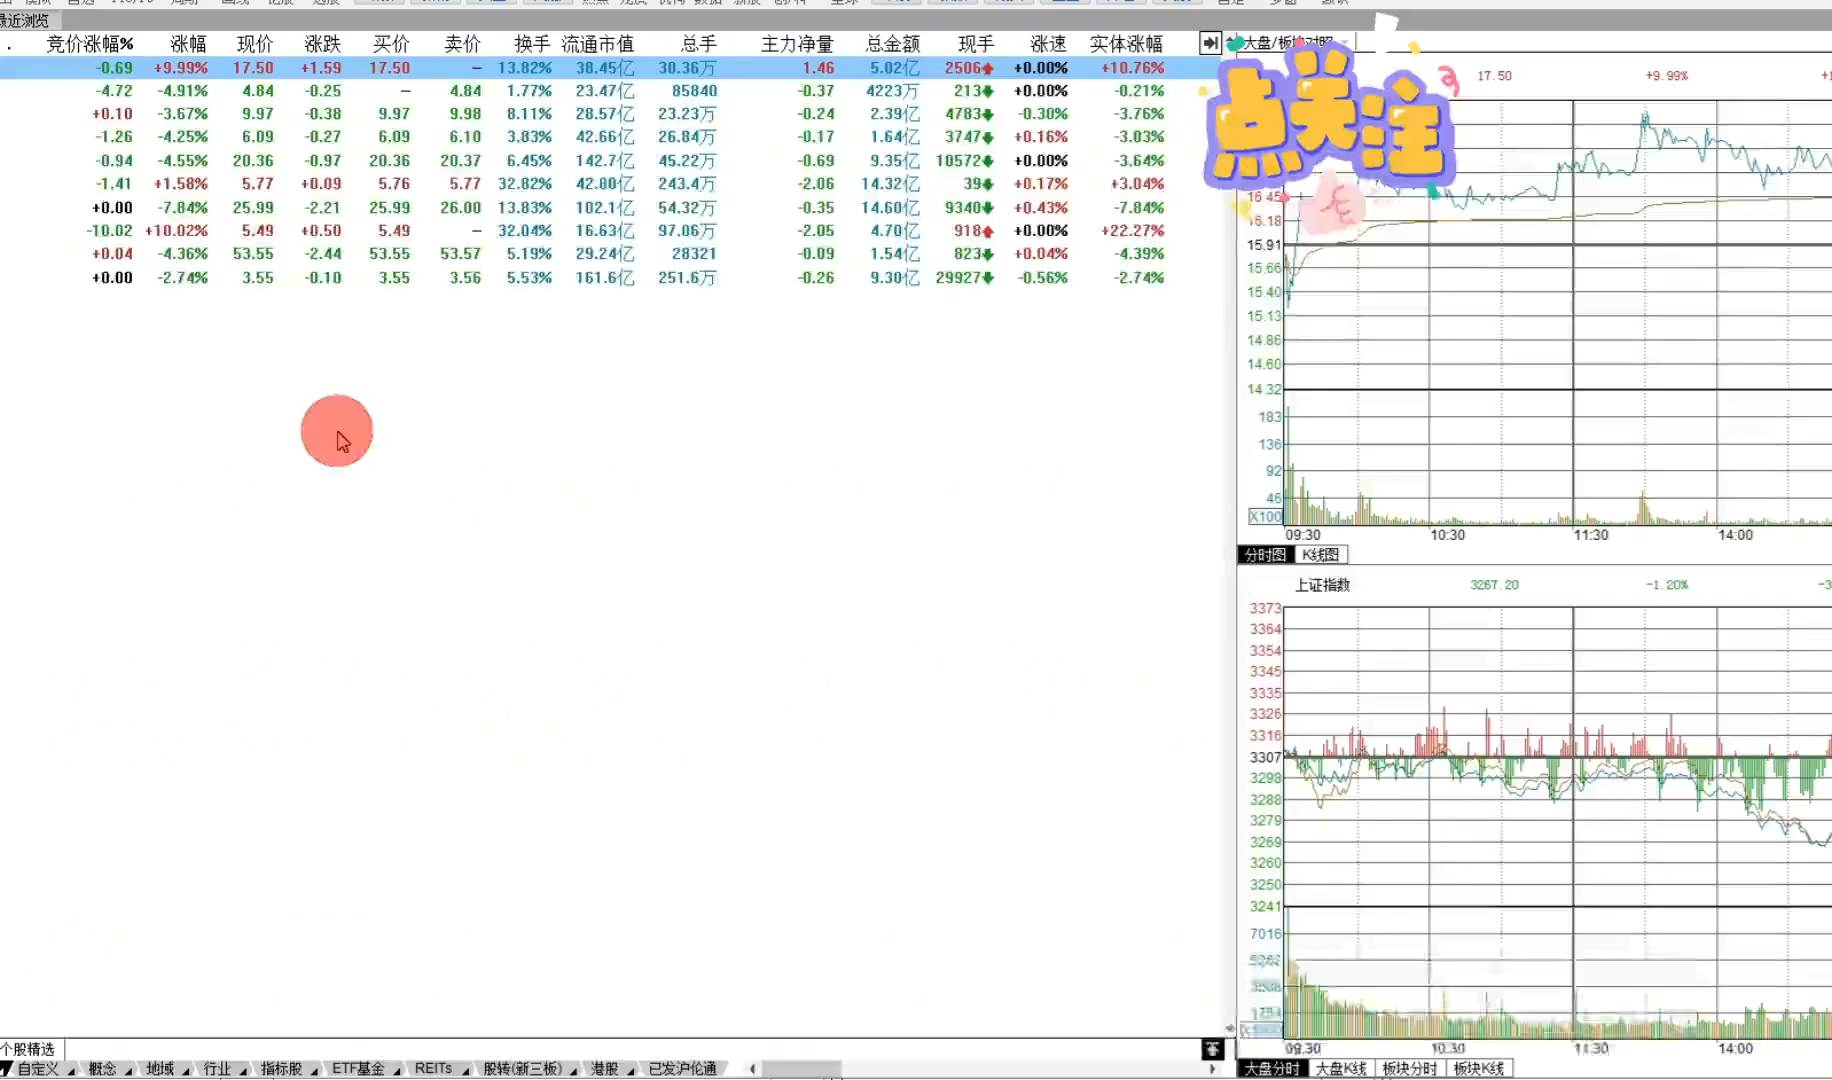 最近浏览
竞价涨幅% 涨幅 现价 涨跌 买价 卖价 换手 流通市值 总手 主力净量 总金额 现手 涨速 实体涨幅
-0.69 +9.99% 17.50 +1.59 17.50 — 13.82% 38.45亿 30.36万 1.46 5.02亿 2506 +0.00% +10.76%
-4.72 -4.91% 4.84 -0.25 — 4.84 1.77% 23.47亿 85840 -0.37 4223万 213 +0.00% -0.21%
+0.10 -3.67% 9.97 -0.38 9.97 9.98 8.11% 28.57亿 23.23万 -0.24 2.39亿 4783 -0.30% -3.76%
-1.26 -4.25% 6.09 -0.27 6.09 6.10 3.83% 42.66亿 26.84万 -0.17 1.64亿 3747 +0.16% -3.03%
-0.94 -4.55% 20.36 -0.97 20.36 20.37 6.45% 142.7亿 45.22万 -0.69 9.35亿 10572 +0.00% -3.64%
-1.41 +1.58% 5.77 +0.09 5.76 5.77 32.82% 42.80亿 243.4万 -2.06 14.32亿 39 +0.17% +3.04%
+0.00 -7.84% 25.99 -2.21 25.99 26.00 13.83% 102.1亿 54.32万 -0.35 14.60亿 9340 +0.43% -7.84%
-10.02 +10.02% 5.49 +0.50 5.49 — 32.04% 16.63亿 97.06万 -2.05 4.70亿 918 +0.00% +22.27%
+0.04 -4.36% 53.55 -2.44 53.55 53.57 5.19% 29.24亿 28321 -0.09 1.54亿 823 +0.04% -4.39%
+0.00 -2.74% 3.55 -0.10 3.55 3.56 5.53% 161.6亿 251.6万 -0.26 9.30亿 29927 -0.56% -2.74%
大盘/板块对照
点关注
17.50 +9.99%
16.45
16.18
15.91
15.66
15.40
15.13
14.86
14.60
14.32
183
136
92
46
X100
09:30 10:30 11:30 14:00
分时图 K线图
上证指数 3267.20 -1.20%
3373
3364
3354
3345
3335
3326
3316
3307
3298
3288
3279
3269
3260
3250
3241
7016
09:30 10:30 11:30 14:00
大盘分时 大盘K线 板块分时 板块K线
个股精选
自定义 概念 地域 行业 指标股 ETF基金 REITs 股转(新三板) 港股 已发沪伦通